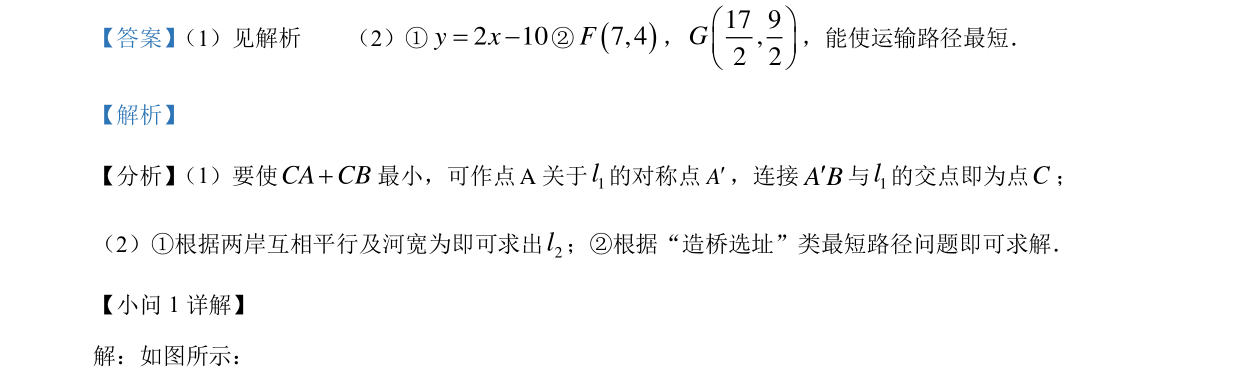 【答案】（1）见解析 （2）① y = 2x − 10② F(7,4)，G(17/2, 9/2)，能使运输路径最短．
【解析】
【分析】（1）要使 CA + CB 最小，可作点 A 关于 l₁ 的对称点 A′，连接 A′B 与 l₁ 的交点即为点 C；
（2）①根据两岸互相平行及河宽为即可求出 l₂；②根据“造桥选址”类最短路径问题即可求解．
【小问 1 详解】
解：如图所示：